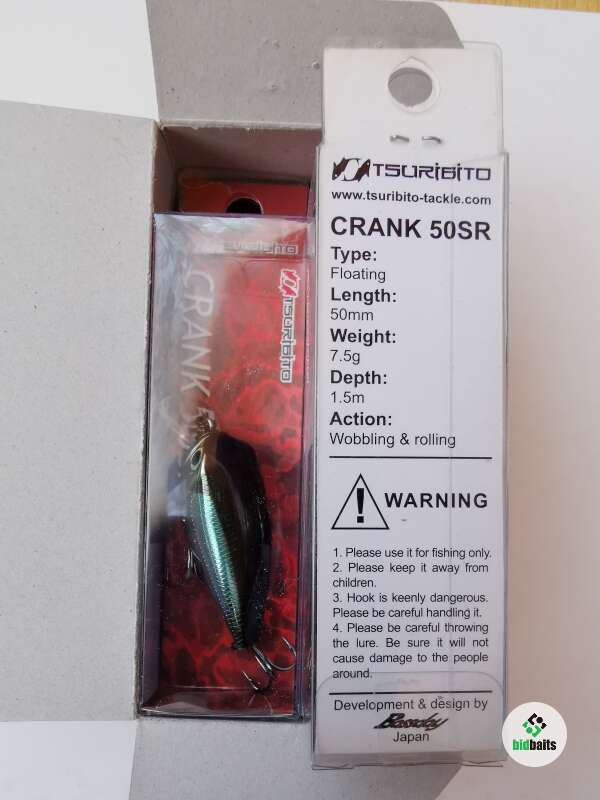 TSURIBITO
CRANK 5
TSURIBITO
TSURIBITO
www.tsuribito-tackle.com
CRANK 50SR
Type:
Floating
Length:
50mm
Weight:
7.5g
Depth:
1.5m
Action:
Wobbling & rolling
WARNING
1. Please use it for fishing only.
2. Please keep it away from
children.
3. Hook is keenly dangerous.
Please be careful handling it.
4. Please be careful throwing
the lure. Be sure it will not
cause damage to the people
around.
Development & design by
Bassday
Japan
bidbaits